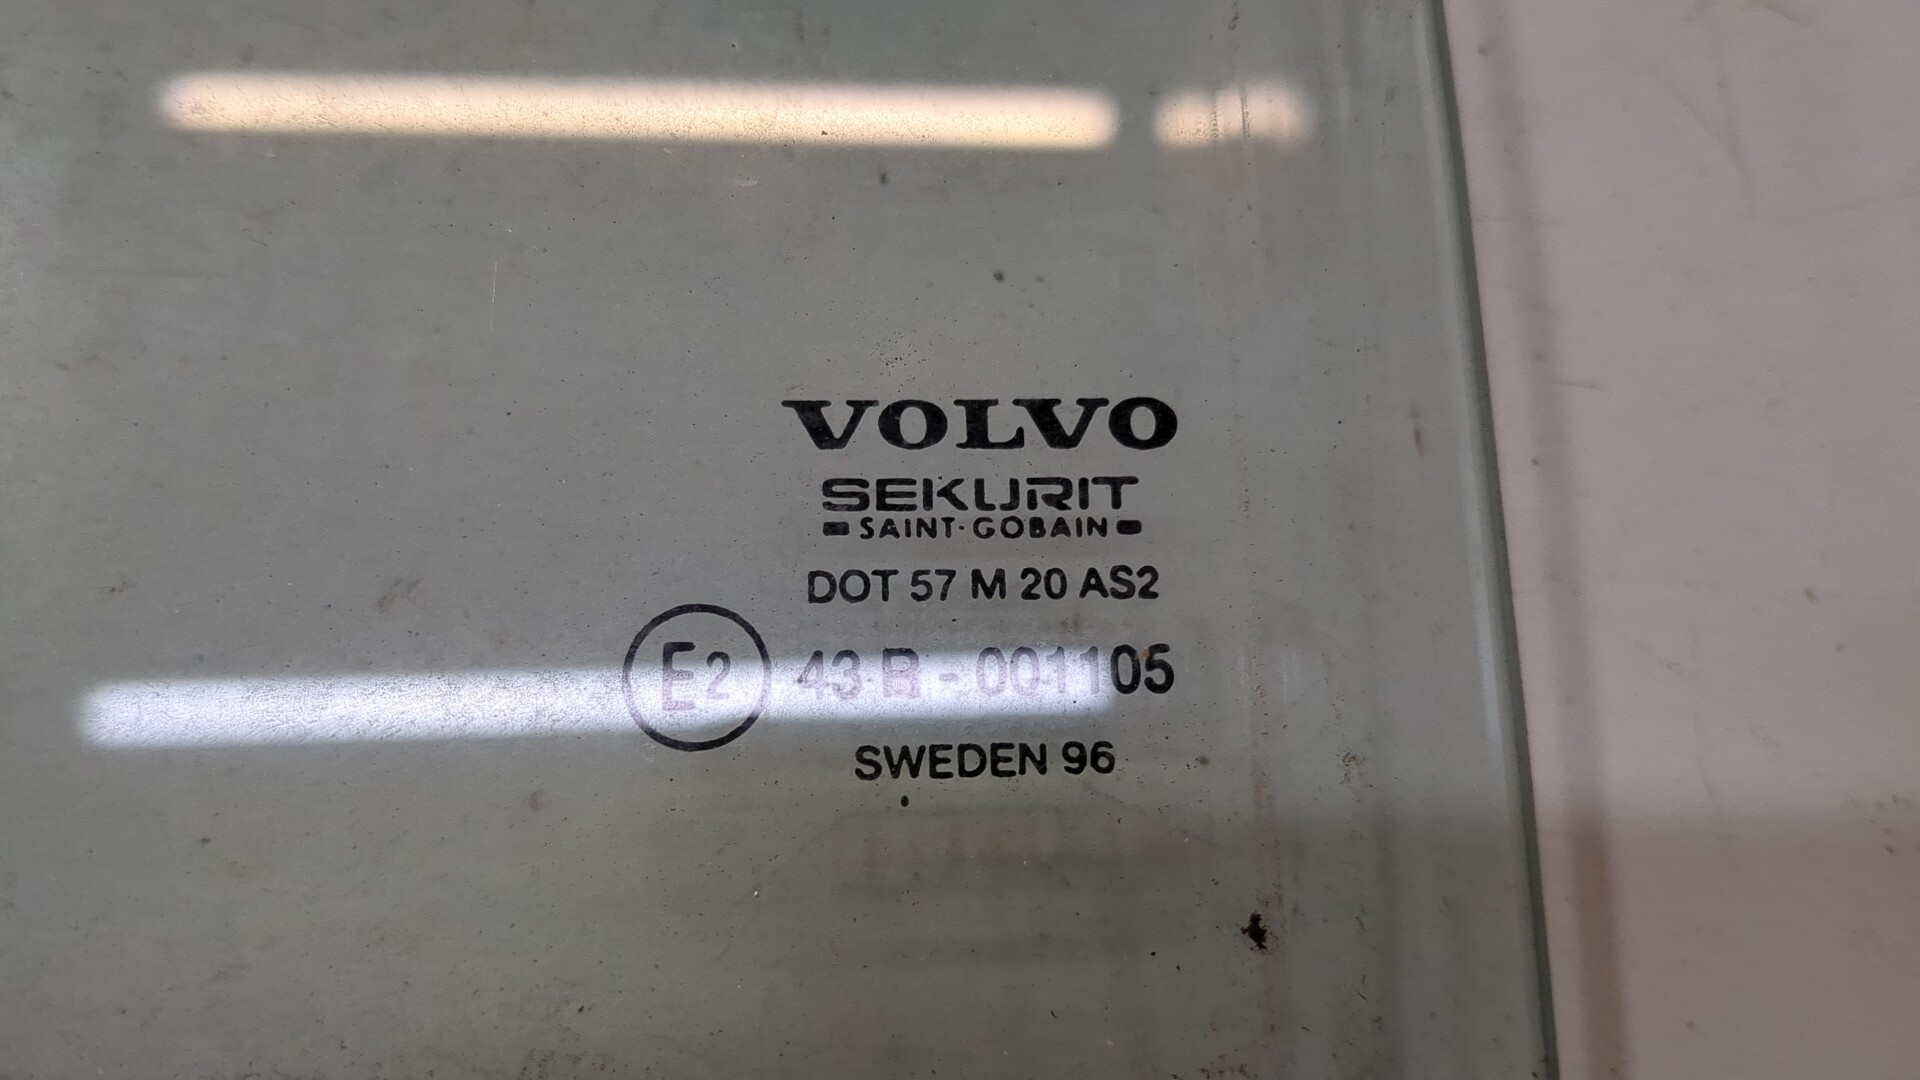 VOLVO
SEKURIT
SAINT-GOBAIN
DOT 57 M 20 AS2
E2 43 R - 001105
SWEDEN 96